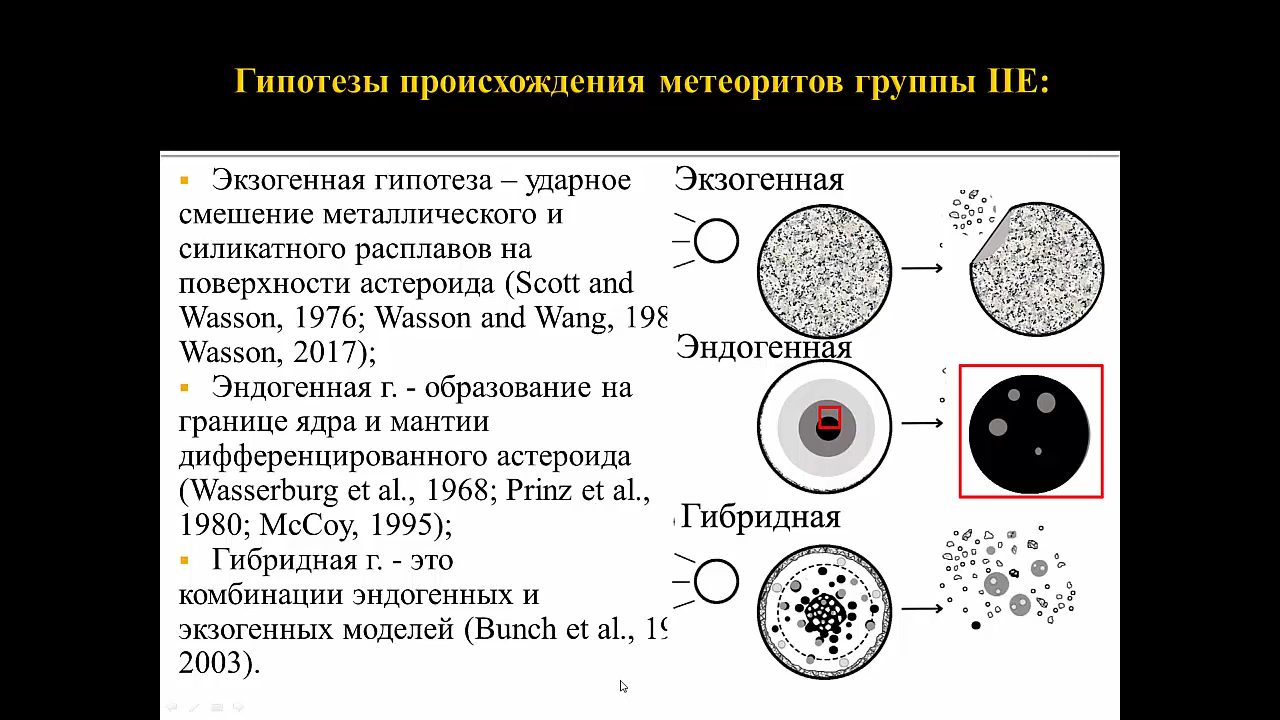 Гипотезы происхождения метеоритов группы IIE:
▪ Экзогенная гипотеза – ударное
смешение металлического и
силикатного расплавов на
поверхности астероида (Scott and
Wasson, 1976; Wasson and Wang, 198
Wasson, 2017);
▪ Эндогенная г. - образование на
границе ядра и мантии
дифференцированного астероида
(Wasserburg et al., 1968; Prinz et al.,
1980; McCoy, 1995);
▪ Гибридная г. - это
комбинации эндогенных и
экзогенных моделей (Bunch et al., 19
2003).
Экзогенная
Эндогенная
Гибридная